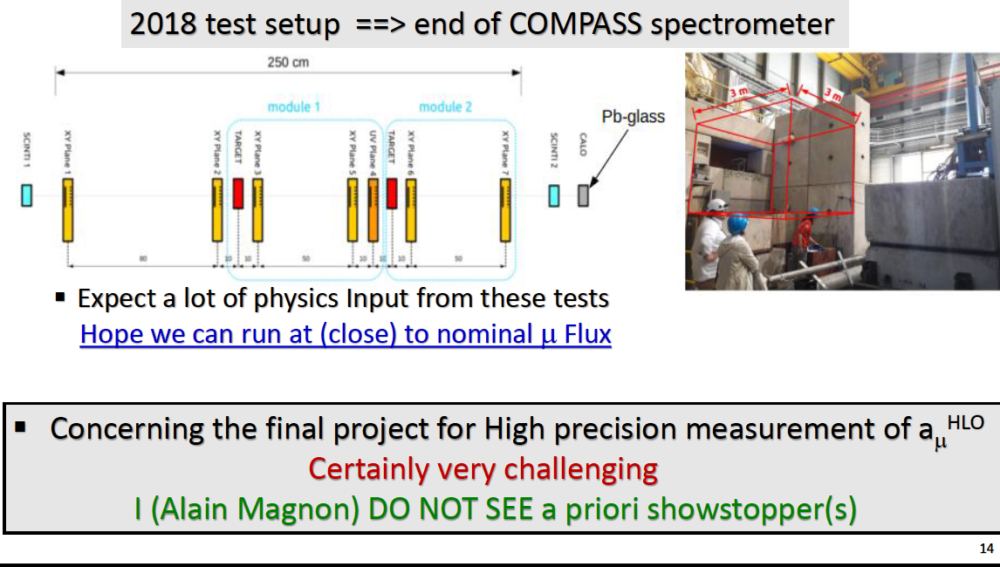 2018 test setup ==> end of COMPASS spectrometer
250 cm
module 1
module 2
SCINTI 1
XY Plane 1
XY Plane 2
TARGET
XY Plane 3
XY Plane 5
UV Plane 4
TARGET
XY Plane 6
XY Plane 7
SCINTI 2
CALO
Pb-glass
80
10
10
50
10
10
10
50
3 m
3 m
▪ Expect a lot of physics Input from these tests
Hope we can run at (close) to nominal μ Flux
▪ Concerning the final project for High precision measurement of aμHLO
Certainly very challenging
I (Alain Magnon) DO NOT SEE a priori showstopper(s)
14